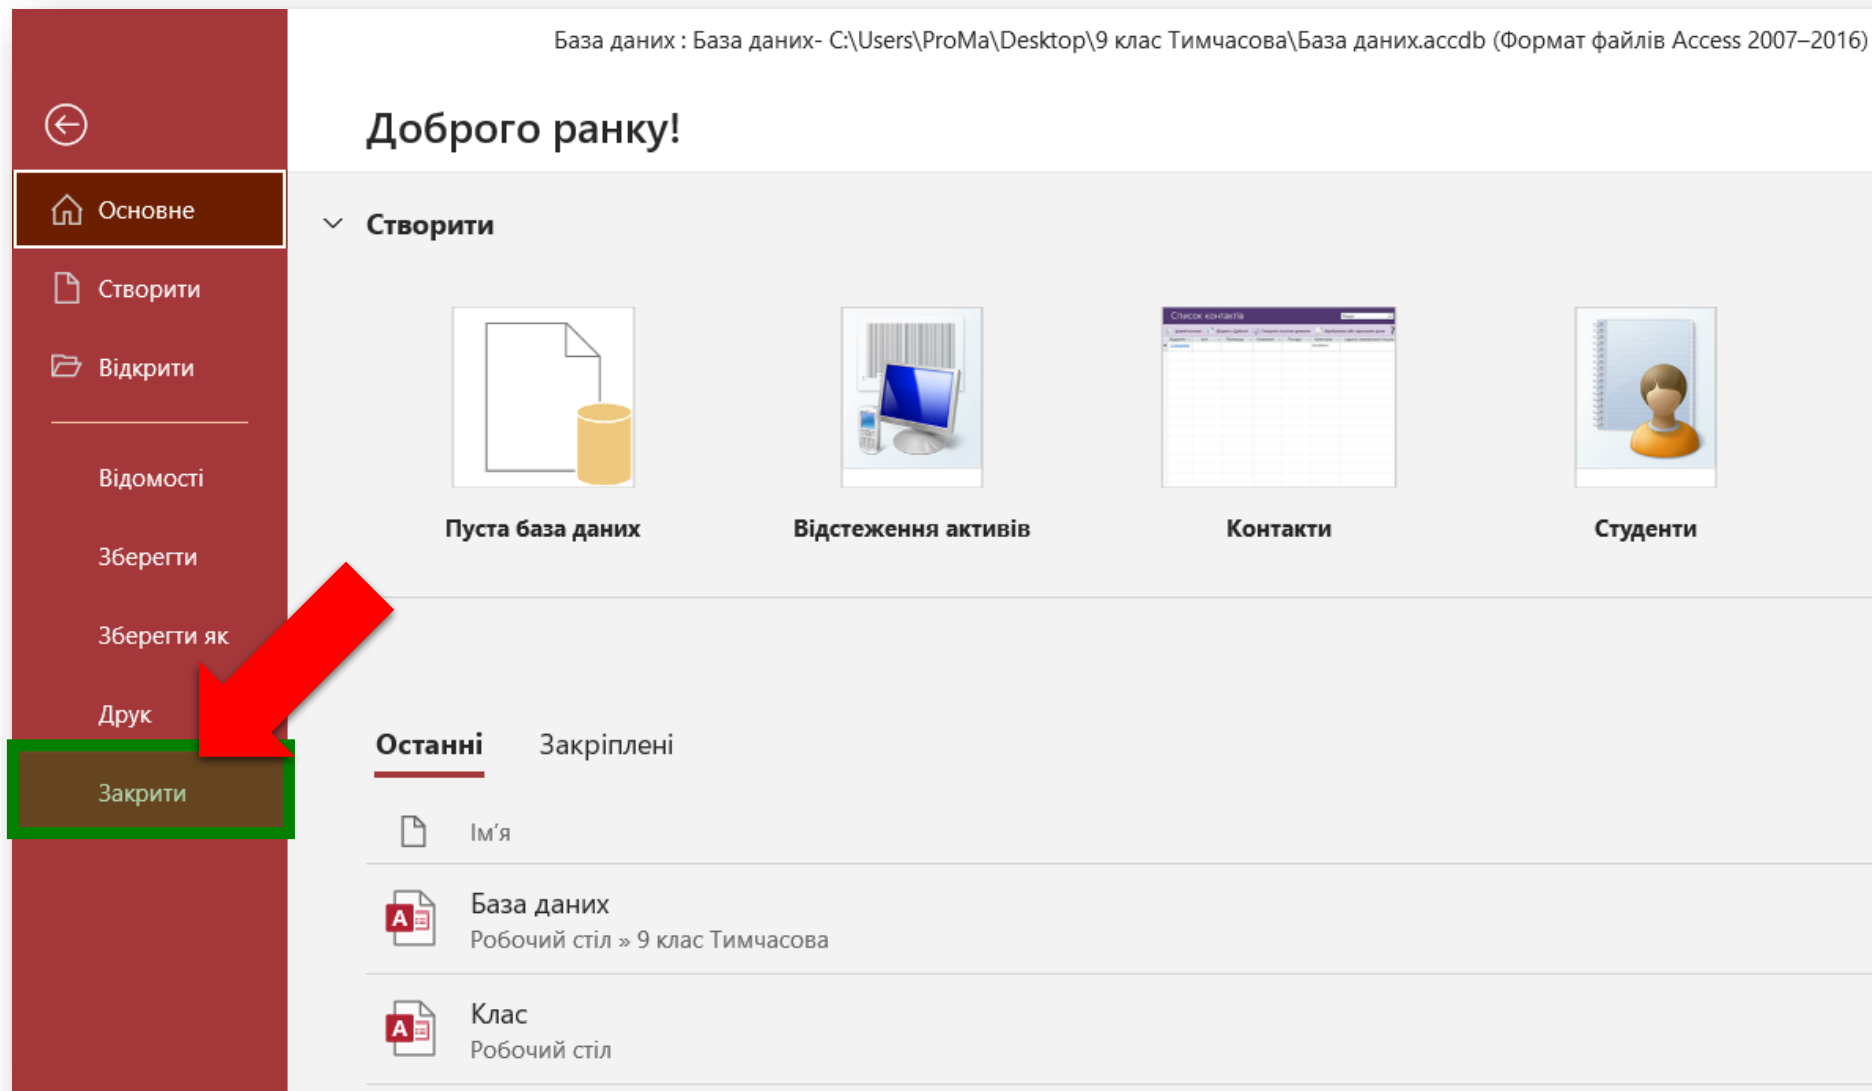 База даних : База даних- C:\Users\ProMa\Desktop\9 клас Тимчасова\База даних.accdb (Формат файлів Access 2007–2016)
Доброго ранку!
Основне
Створити
Відкрити
Відомості
Зберегти
Зберегти як
Друк
Закрити
Створити
Список контактів
Пуста база даних
Відстеження активів
Контакти
Студенти
Останні
Закріплені
Ім’я
База даних
Робочий стіл » 9 клас Тимчасова
Клас
Робочий стіл